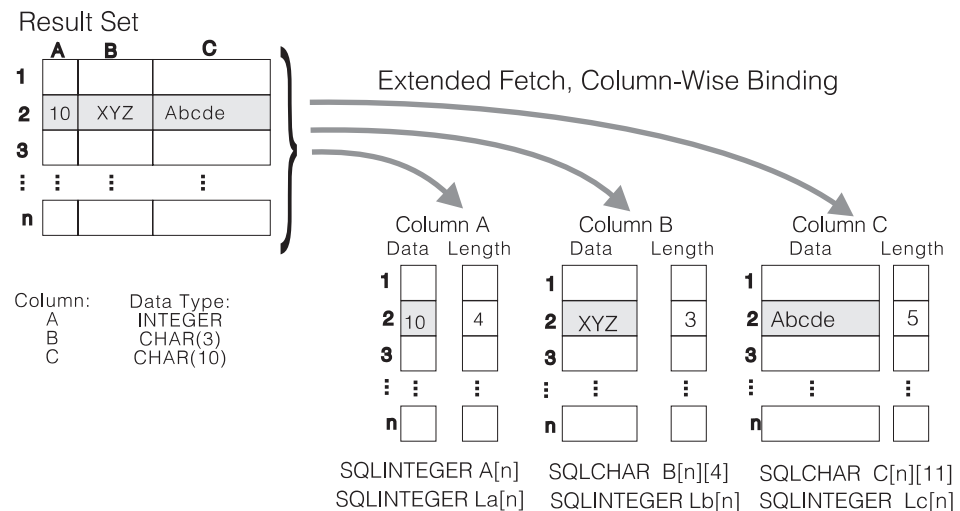 Result Set
A B C
1
2 10 XYZ Abcde
3
⋮ ⋮ ⋮ ⋮
n
Extended Fetch, Column-Wise Binding
Column: Data Type:
A INTEGER
B CHAR(3)
C CHAR(10)
Column A
Data Length
1
2 10 4
3
⋮ ⋮ ⋮
n
SQLINTEGER A[n]
SQLINTEGER La[n]
Column B
Data Length
1
2 XYZ 3
3
⋮ ⋮ ⋮
n
SQLCHAR B[n][4]
SQLINTEGER Lb[n]
Column C
Data Length
1
2 Abcde 5
3
⋮ ⋮ ⋮
n
SQLCHAR C[n][11]
SQLINTEGER Lc[n]